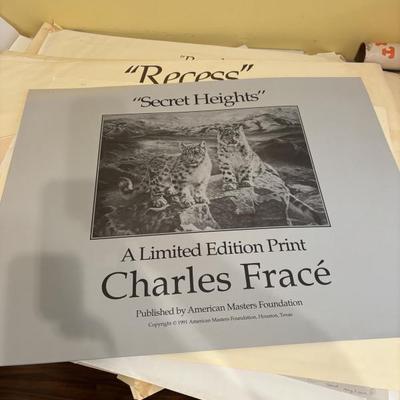 "Recess"
"Secret Heights"
A Limited Edition Print
Charles Fracé
Published by American Masters Foundation
Copyright © 1991 American Masters Foundation, Houston, Texas